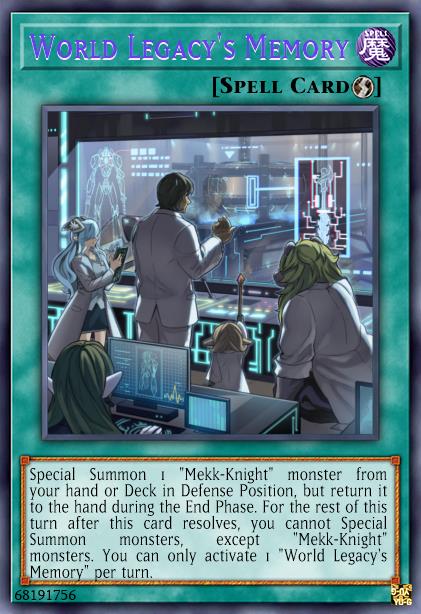 World Legacy's Memory
SPELL
魔
[Spell Card]
Special Summon 1 "Mekk-Knight" monster from
your hand or Deck in Defense Position, but return it
to the hand during the End Phase. For the rest of
this turn after this card resolves, you cannot Special
Summon monsters, except "Mekk-Knight"
monsters. You can only activate 1 "World Legacy's
Memory" per turn.
68191756